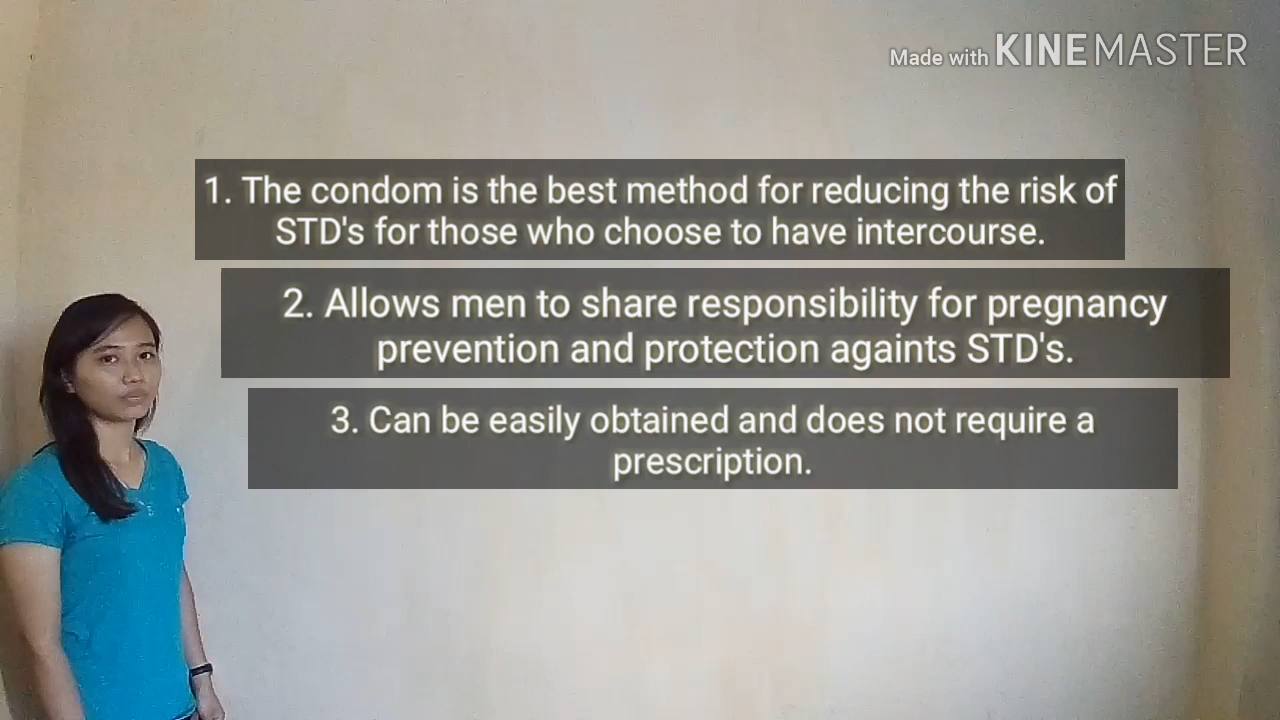 Made with KINEMASTER
1. The condom is the best method for reducing the risk of
STD's for those who choose to have intercourse.
2. Allows men to share responsibility for pregnancy
prevention and protection againts STD's.
3. Can be easily obtained and does not require a
prescription.